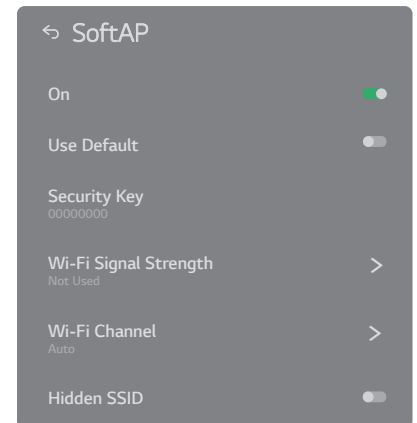 SoftAP
On
Use Default
Security Key
00000000
Wi-Fi Signal Strength
Not Used
Wi-Fi Channel
Auto
Hidden SSID